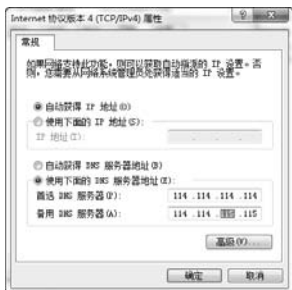 Internet 协议版本 4 (TCP/IPv4) 属性
常规
如果网络支持此功能，则可以获取自动指派的 IP 设置。否
则，您需要从网络系统管理员处获得适当的 IP 设置。
自动获得 IP 地址(O)
使用下面的 IP 地址(S):
IP 地址(I):
自动获得 DNS 服务器地址(B)
使用下面的 DNS 服务器地址(E):
首选 DNS 服务器(P): 114 .114 .114 .114
备用 DNS 服务器(A): 114 .114 . .115
高级(V)...
确定 取消